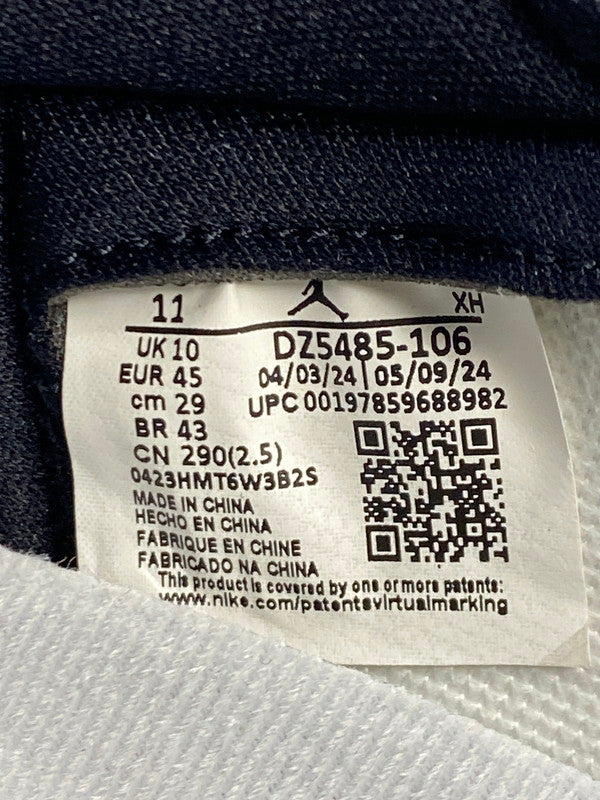 11 XH
UK 10 DZ5485-106
EUR 45 04/03/24|05/09/24
cm 29 UPC 00197859688982
BR 43
CN 290(2.5)
0423HMT6W3B2S
MADE IN CHINA
HECHO EN CHINA
FABRIQUE EN CHINE
FABRICADO NA CHINA
This product is covered by one or more patents:
www.nike.com/patentsvirtualmarking